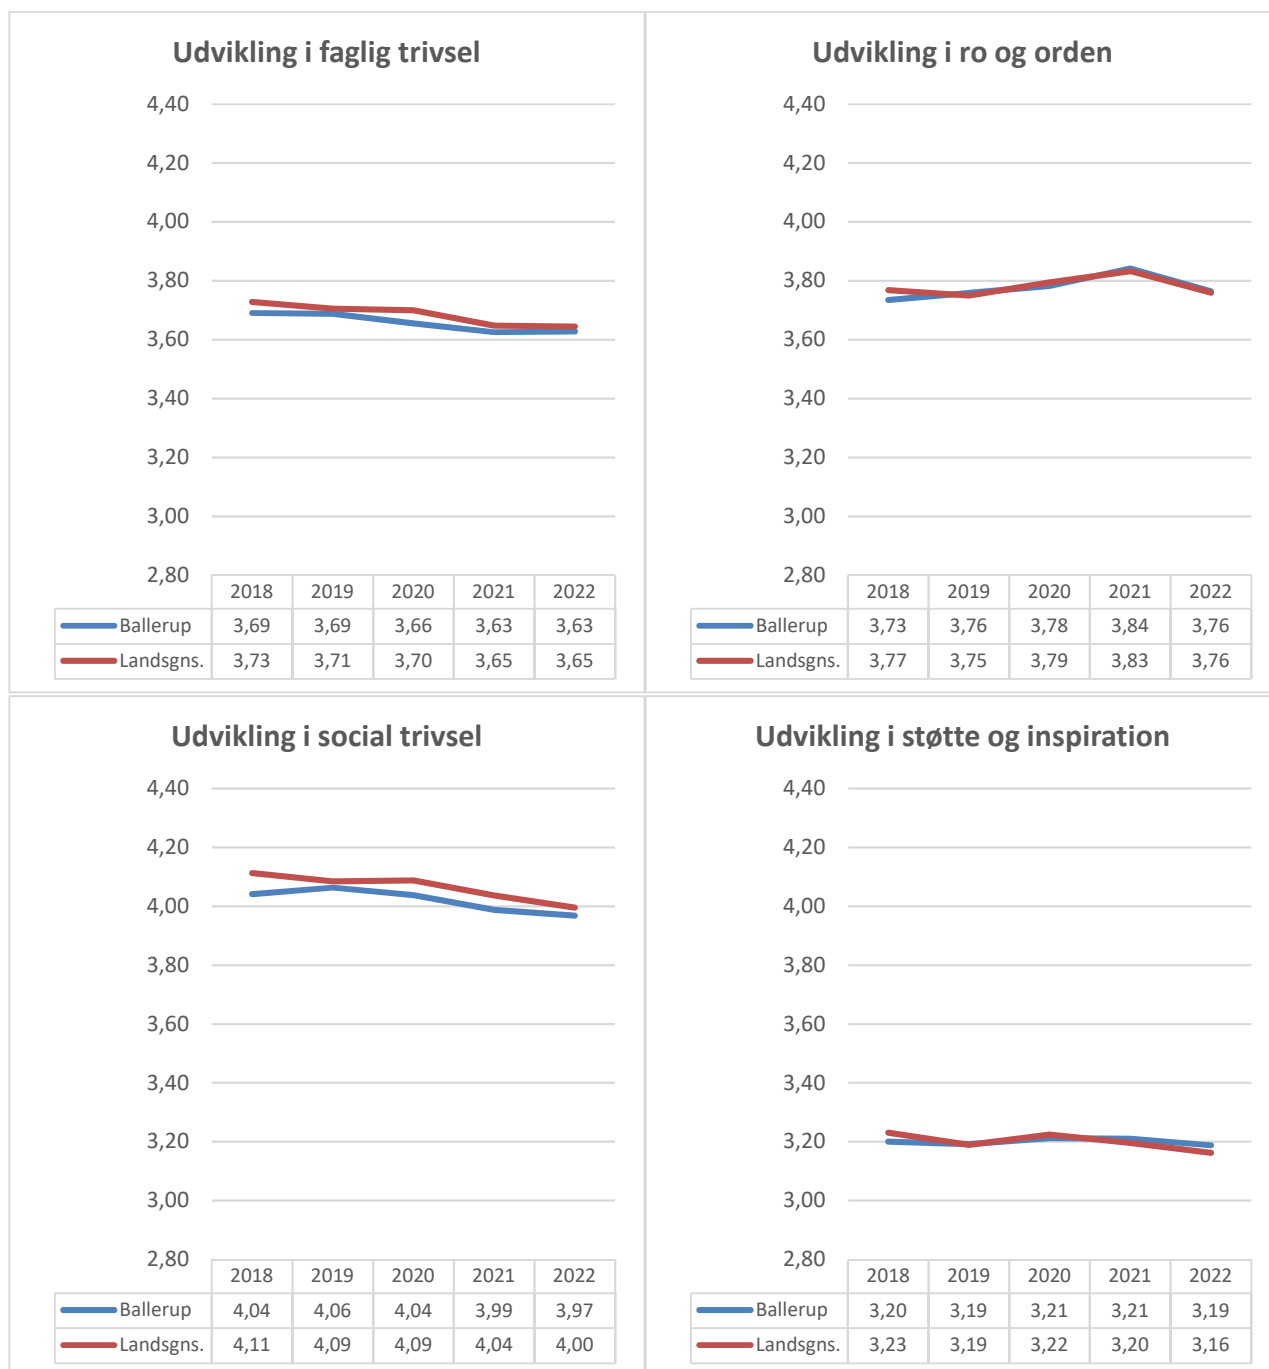 Udvikling i faglig trivsel
4,40
4,20
4,00
3,80
3,60
3,40
3,20
3,00
2,80
2018 2019 2020 2021 2022
Ballerup 3,69 3,69 3,66 3,63 3,63
Landsgns. 3,73 3,71 3,70 3,65 3,65
Udvikling i ro og orden
4,40
4,20
4,00
3,80
3,60
3,40
3,20
3,00
2,80
2018 2019 2020 2021 2022
Ballerup 3,73 3,76 3,78 3,84 3,76
Landsgns. 3,77 3,75 3,79 3,83 3,76
Udvikling i social trivsel
4,40
4,20
4,00
3,80
3,60
3,40
3,20
3,00
2,80
2018 2019 2020 2021 2022
Ballerup 4,04 4,06 4,04 3,99 3,97
Landsgns. 4,11 4,09 4,09 4,04 4,00
Udvikling i støtte og inspiration
4,40
4,20
4,00
3,80
3,60
3,40
3,20
3,00
2,80
2018 2019 2020 2021 2022
Ballerup 3,20 3,19 3,21 3,21 3,19
Landsgns. 3,23 3,19 3,22 3,20 3,16